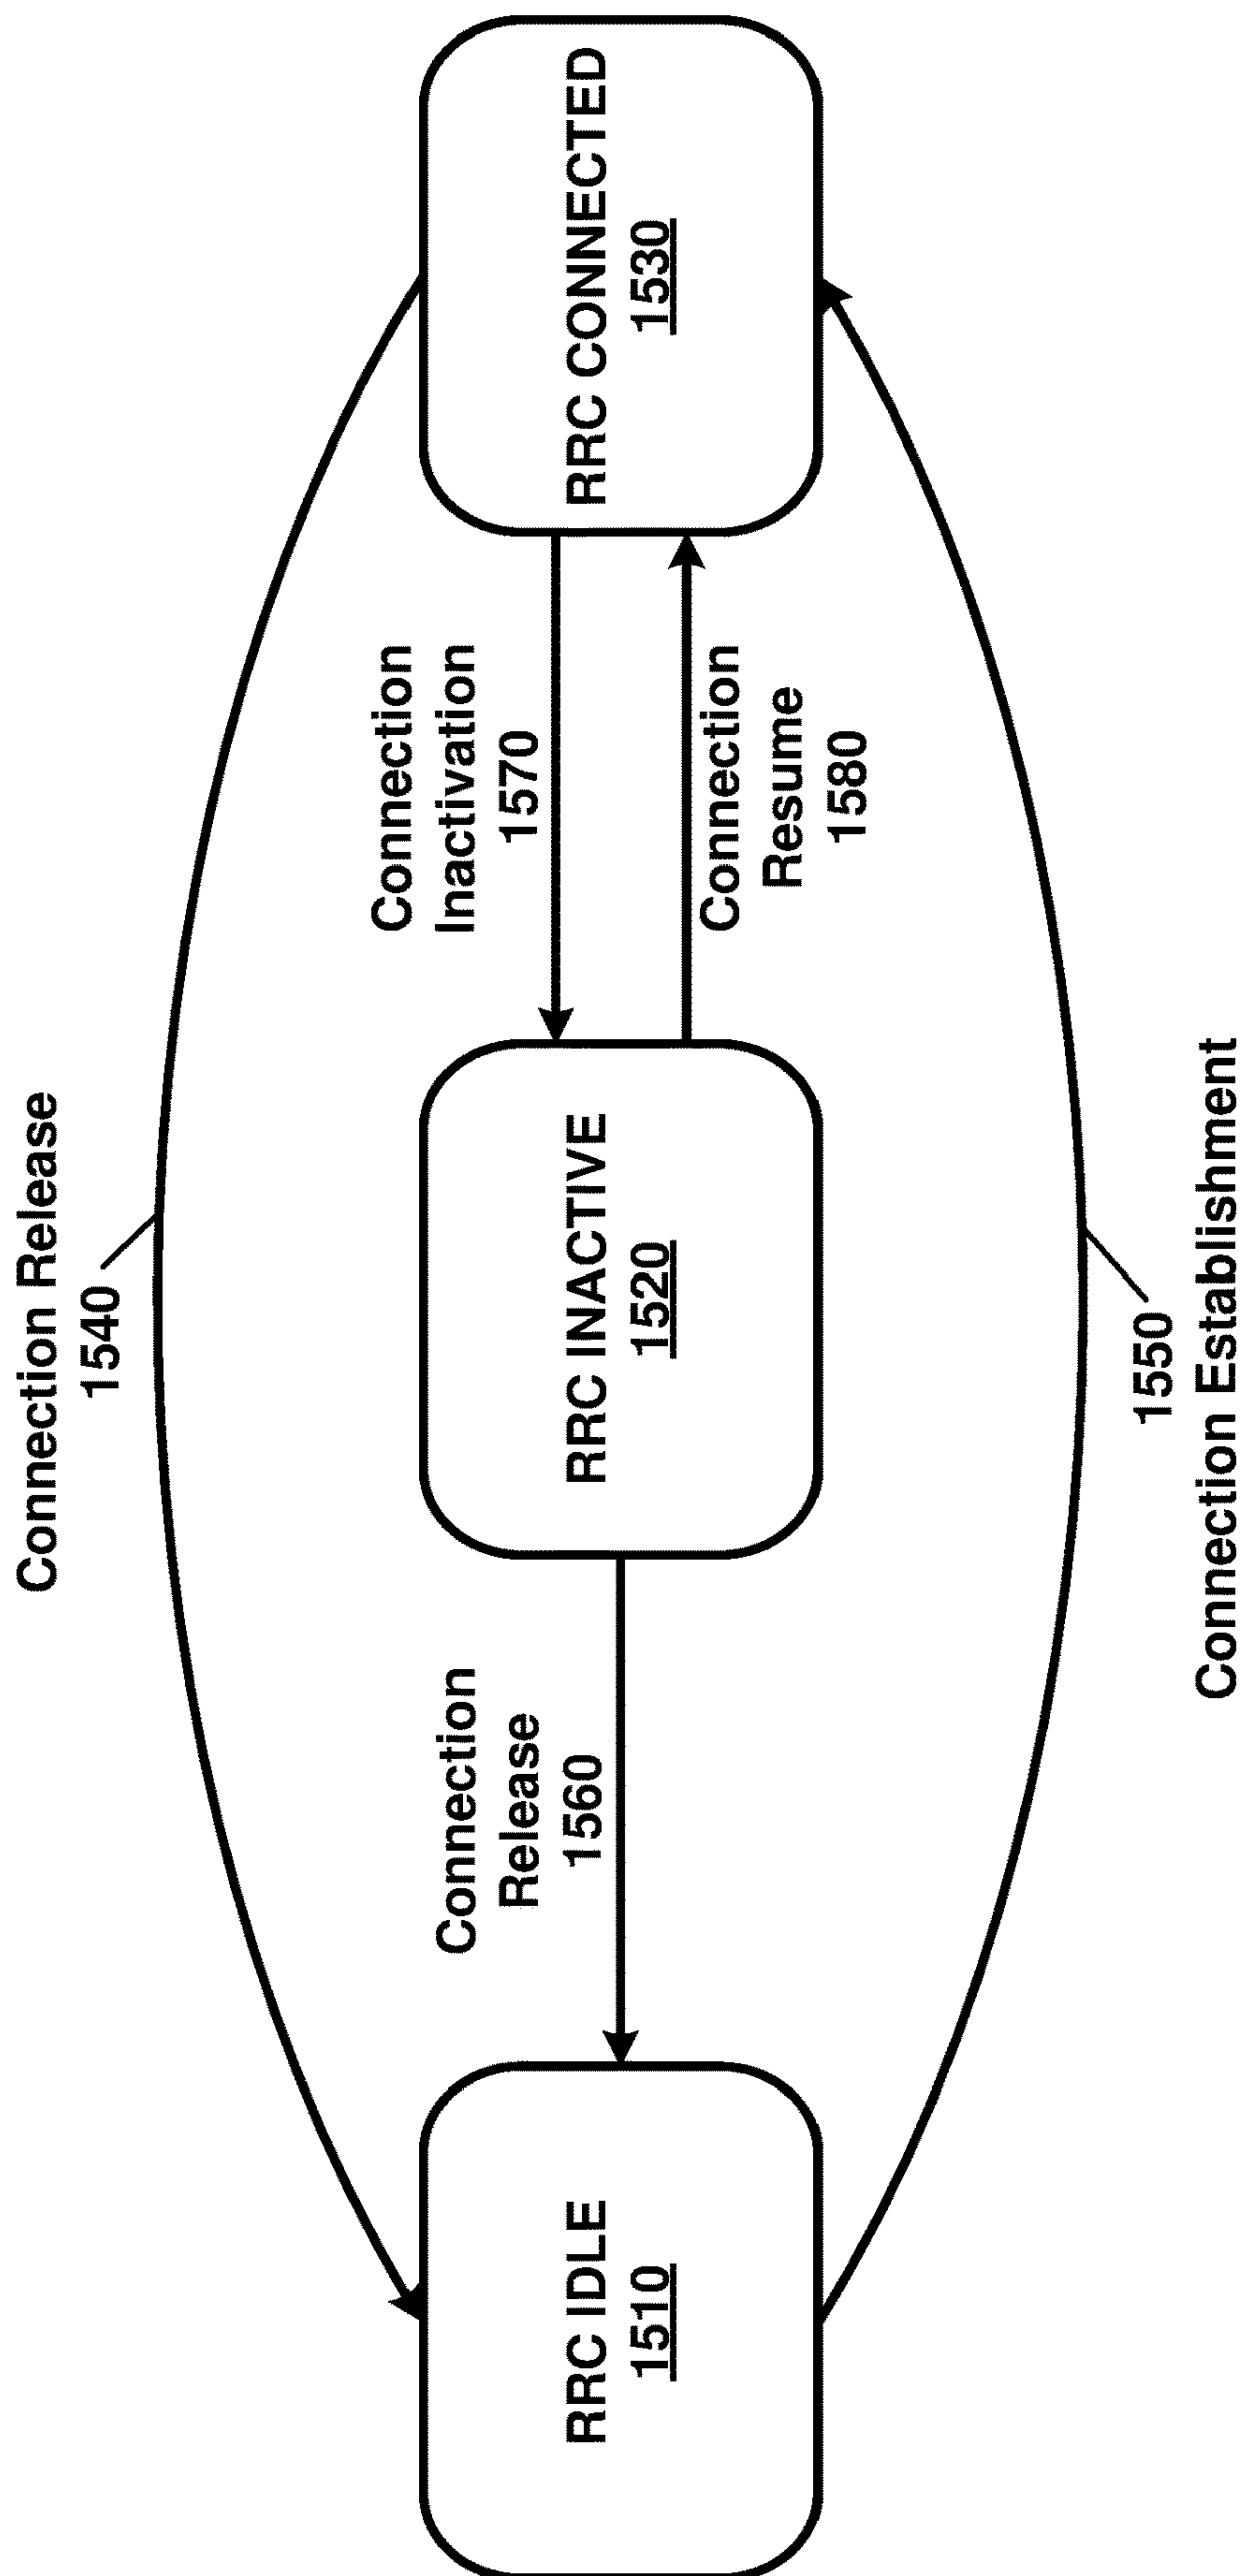 Connection Release
1540
RRC IDLE
1510
Connection
Release
1560
RRC INACTIVE
1520
Connection
Inactivation
1570
Connection
Resume
1580
RRC CONNECTED
1530
1550
Connection Establishment